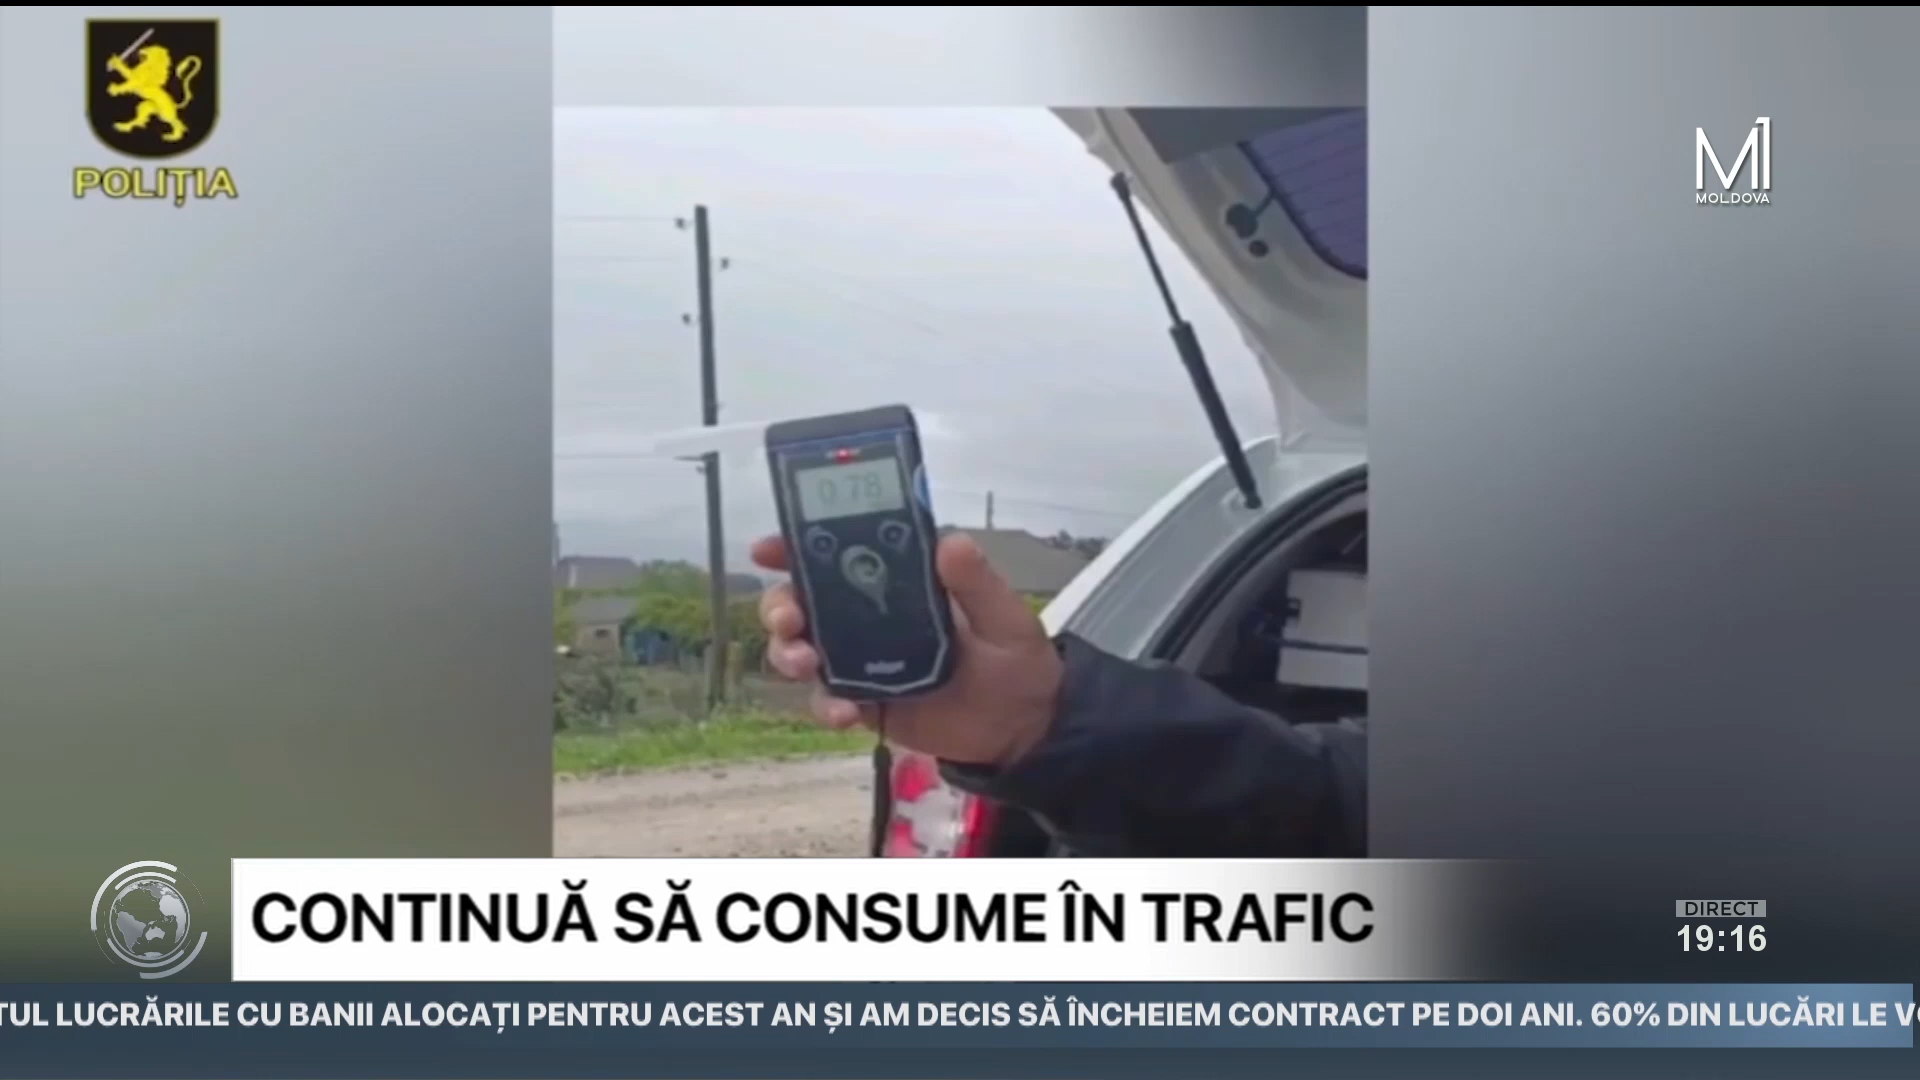 POLIȚIA
M1
MOLDOVA
0.78
Dräger
CONTINUĂ SĂ CONSUME ÎN TRAFIC
DIRECT
19:16
TUL LUCRĂRILE CU BANII ALOCAȚI PENTRU ACEST AN ȘI AM DECIS SĂ ÎNCHEIEM CONTRACT PE DOI ANI. 60% DIN LUCĂRI LE